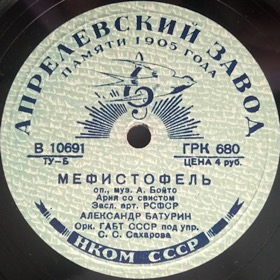 АПРЕЛЕВСКИЙ ЗАВОД
ПАМЯТИ 1905 ГОДА
В 10691
ТУ-Б
ГРК 680
ЦЕНА 4 руб.
МЕФИСТОФЕЛЬ
оп., муз. А. Бойто
Ария со свистом
Засл. арт. РСФСР
АЛЕКСАНДР БАТУРИН
Орк. ГАБТ СССР под упр.
С. С. Сахарова
НКОМ СССР